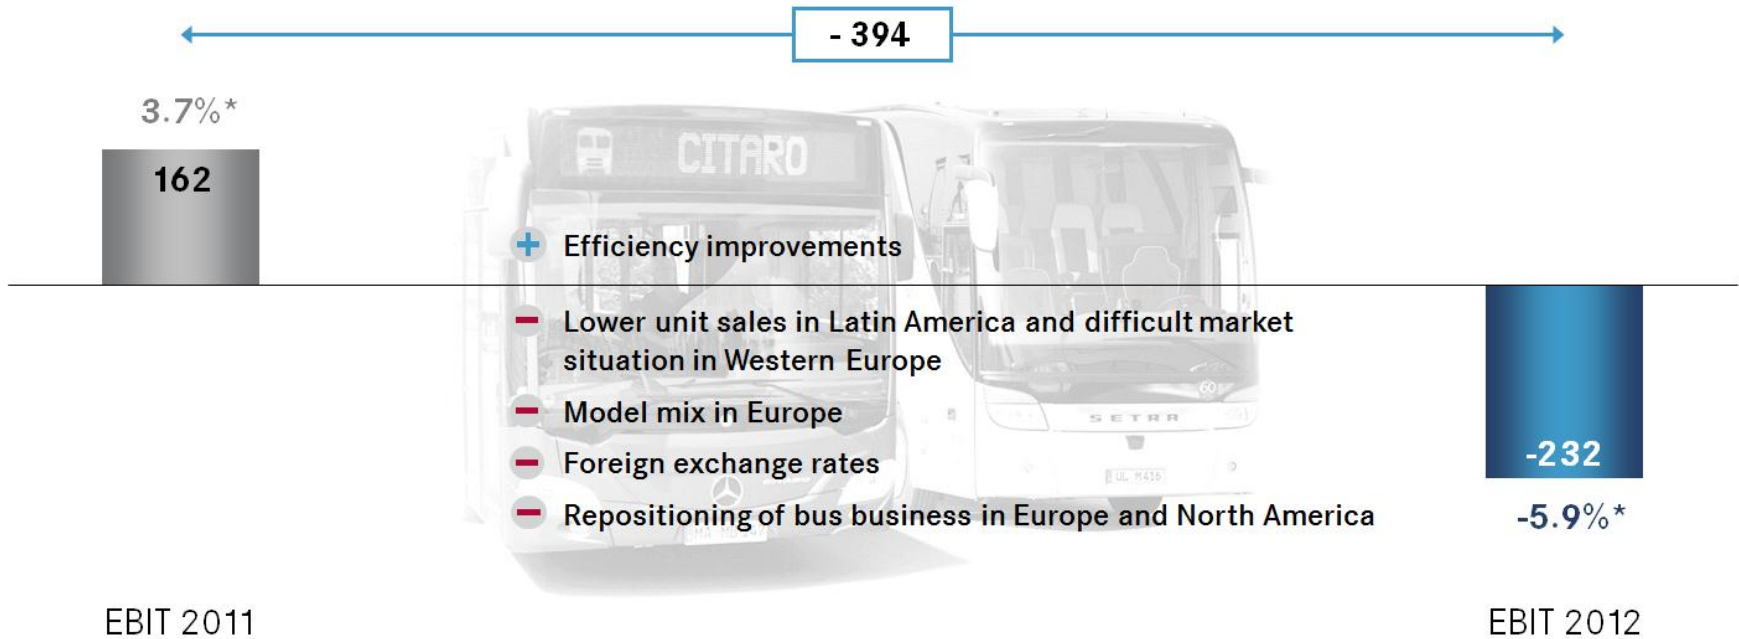 - 394
3.7%*
162
CITARO
+ Efficiency improvements
− Lower unit sales in Latin America and difficult market
situation in Western Europe
− Model mix in Europe
SETRA
− Foreign exchange rates
UL M416
-232
− Repositioning of bus business in Europe and North America
-5.9%*
EBIT 2011
EBIT 2012